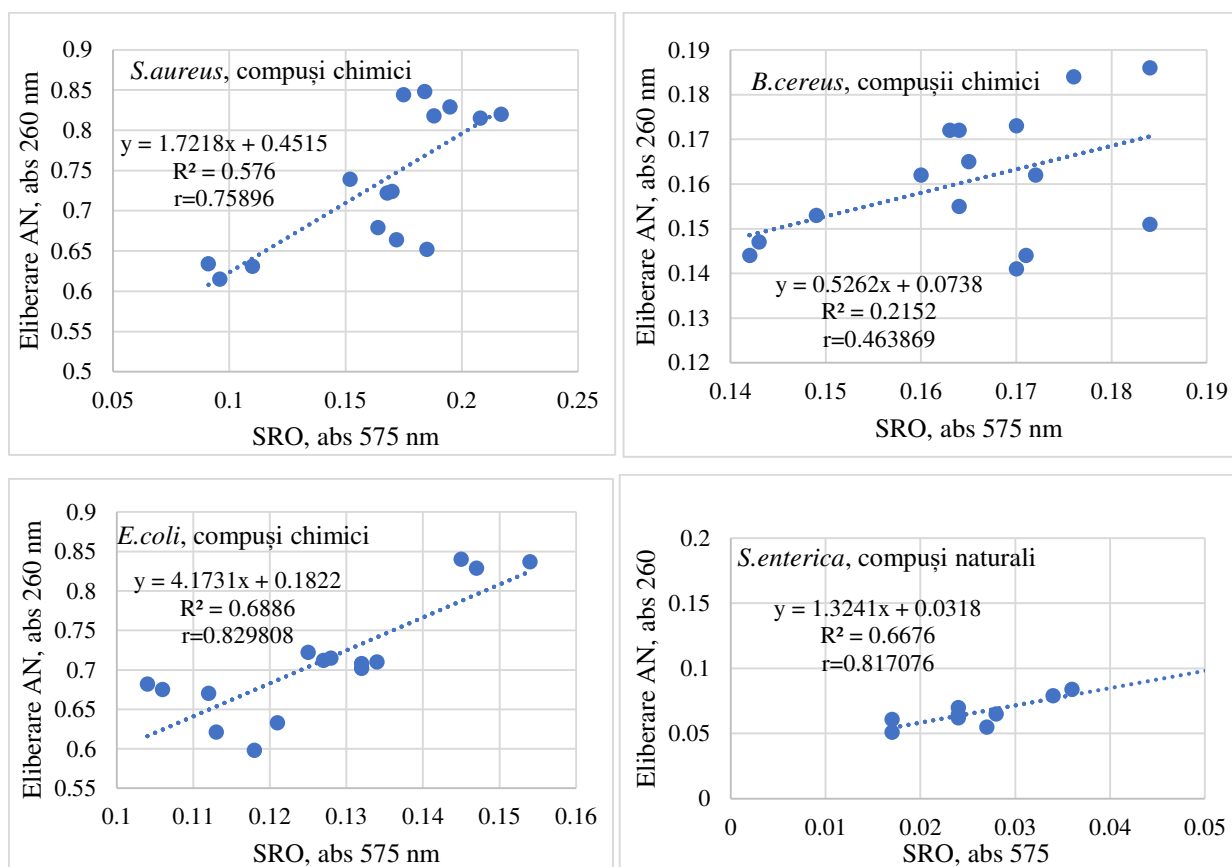 S.aureus, compuși chimici
y = 1.7218x + 0.4515
R² = 0.576
r=0.75896
Eliberare AN, abs 260 nm
0.9
0.85
0.8
0.75
0.7
0.65
0.6
0.55
0.5
0.05 0.1 0.15 0.2 0.25
SRO, abs 575 nm
B.cereus, compușii chimici
y = 0.5262x + 0.0738
R² = 0.2152
r=0.463869
Eliberare AN, abs 260 nm
0.19
0.18
0.17
0.16
0.15
0.14
0.13
0.12
0.14 0.15 0.16 0.17 0.18 0.19
SRO, abs 575 nm
E.coli, compuși chimici
y = 4.1731x + 0.1822
R² = 0.6886
r=0.829808
Eliberare AN, abs 260 nm
0.9
0.85
0.8
0.75
0.7
0.65
0.6
0.55
0.1 0.11 0.12 0.13 0.14 0.15 0.16
SRO, abs 575 nm
S.enterica, compuși naturali
y = 1.3241x + 0.0318
R² = 0.6676
r=0.817076
Eliberare AN, abs 260
0.2
0.15
0.1
0.05
0
0 0.01 0.02 0.03 0.04 0.05
SRO, abs 575